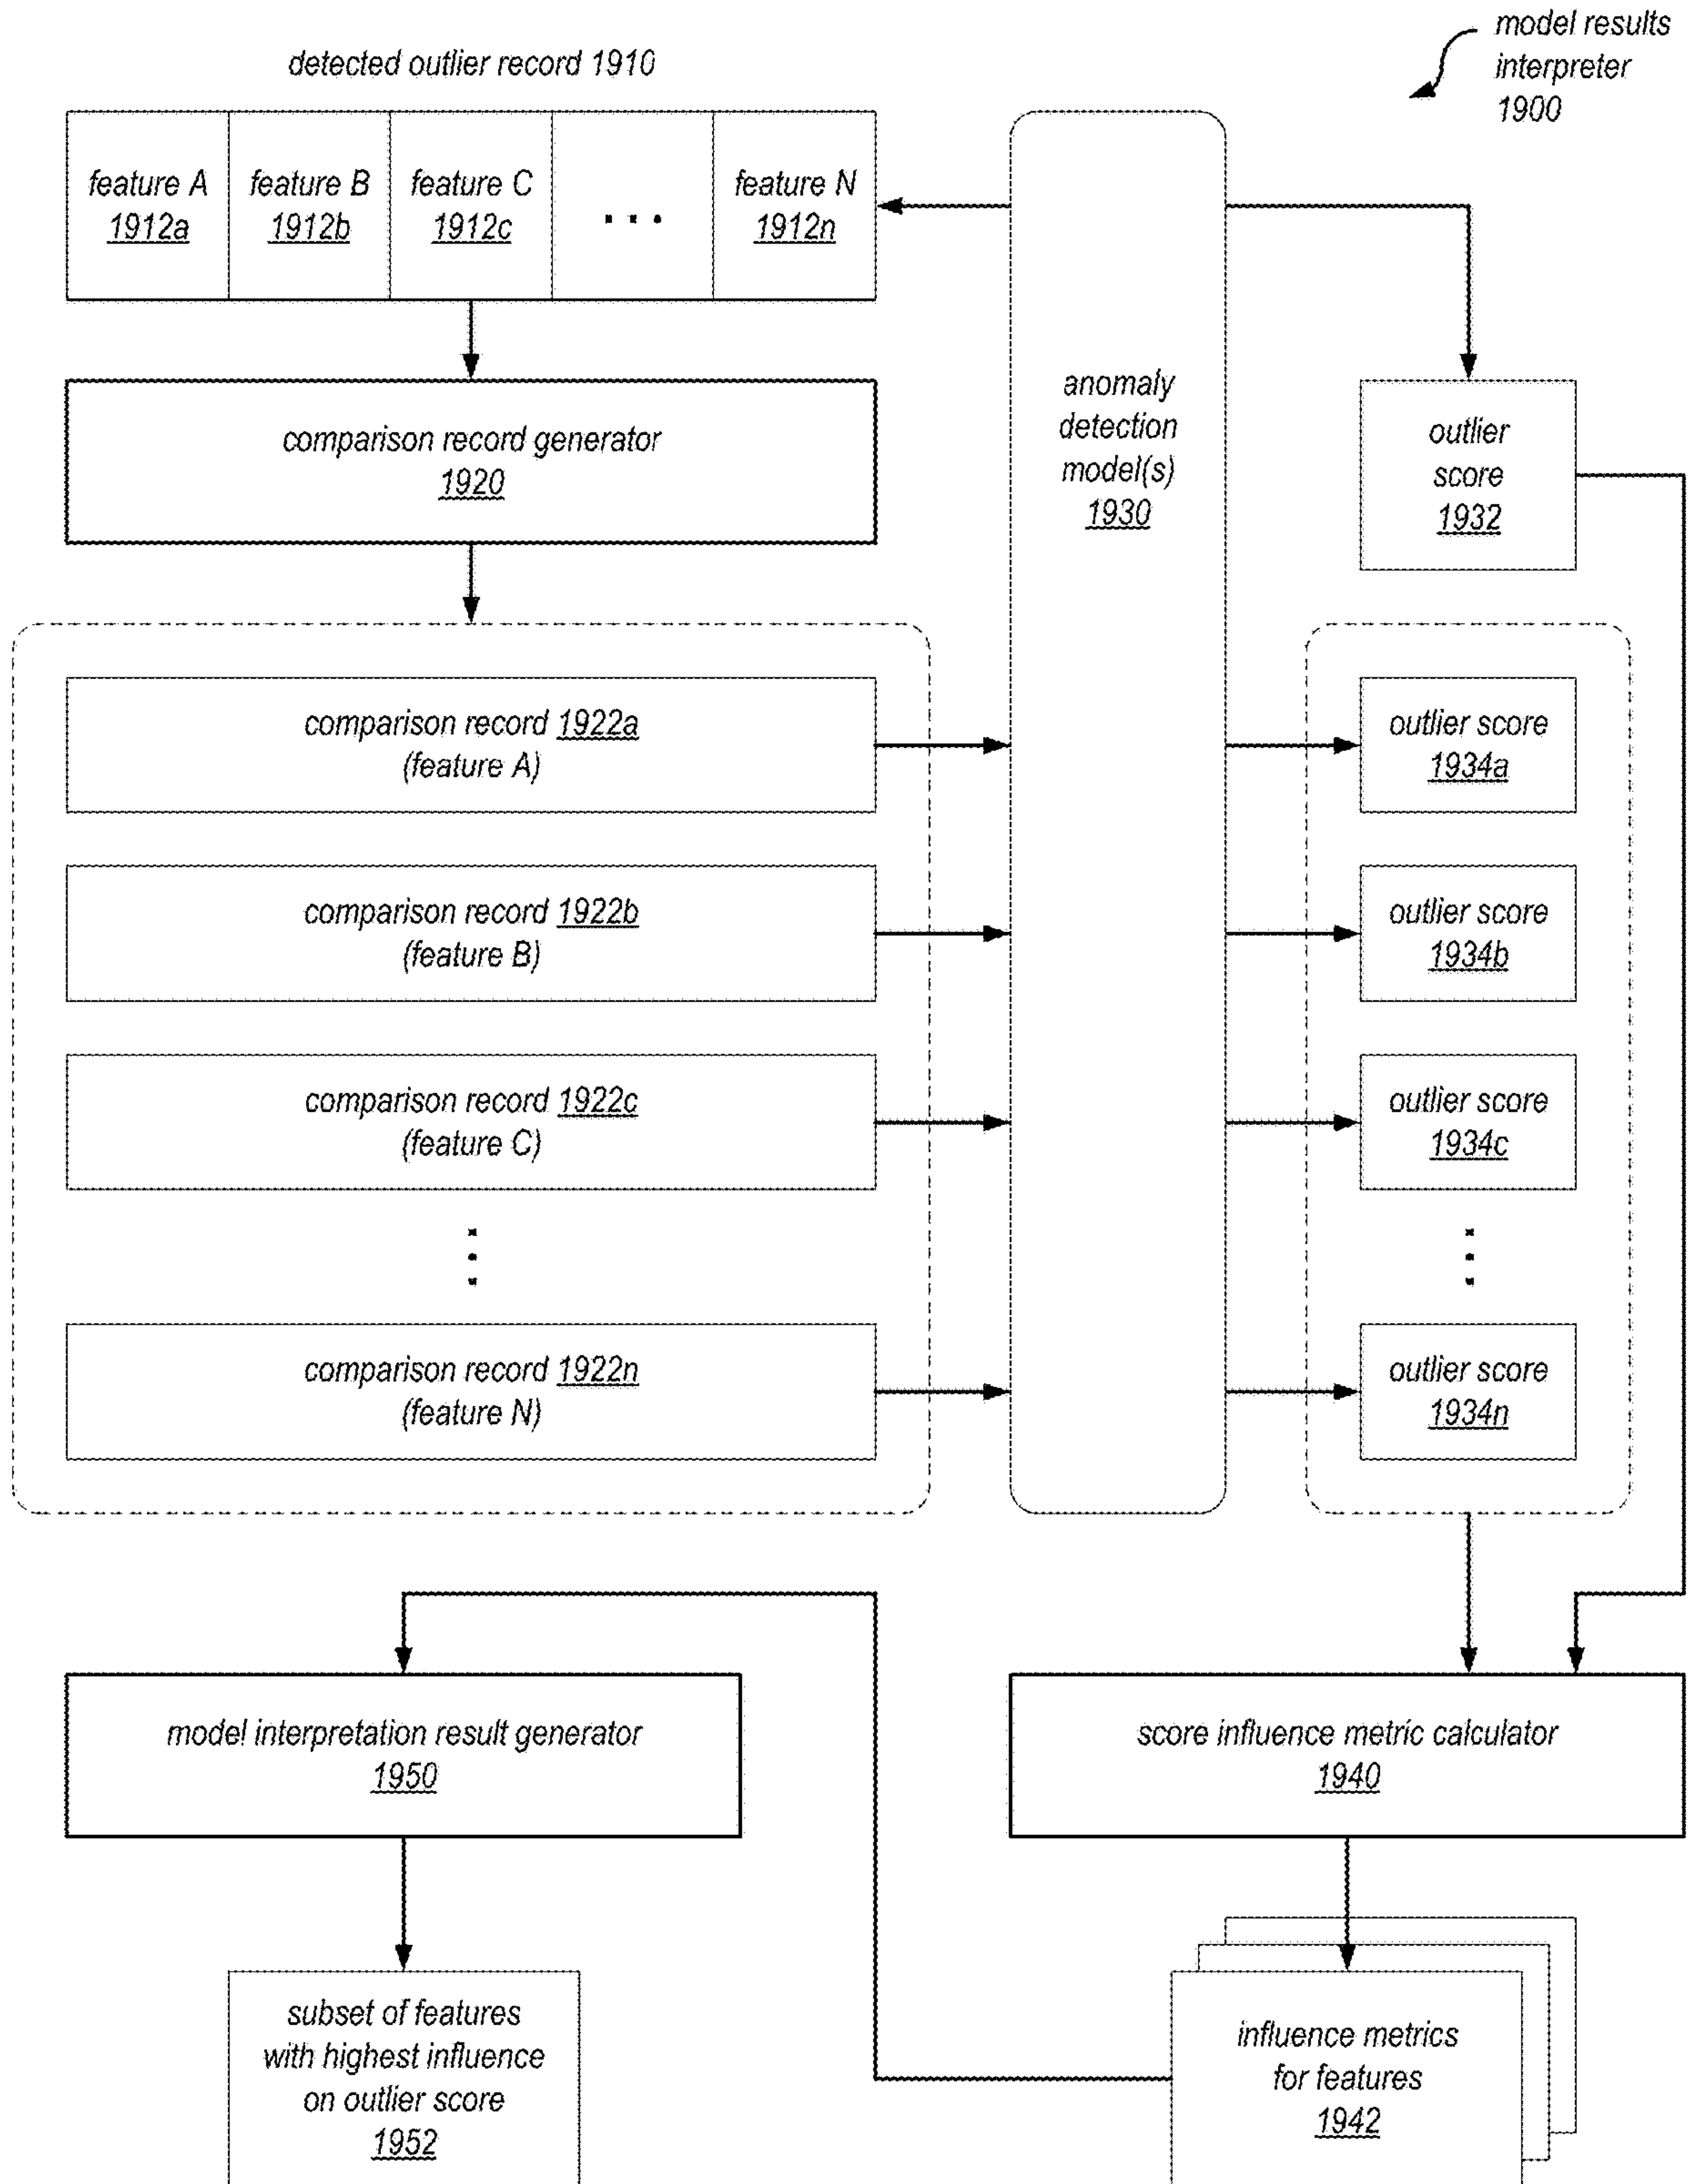 model results
interpreter
1900
detected outlier record 1910
feature A
1912a
feature B
1912b
feature C
1912c
...
feature N
1912n
comparison record generator
1920
anomaly
detection
model(s)
1930
outlier
score
1932
comparison record 1922a
(feature A)
outlier score
1934a
comparison record 1922b
(feature B)
outlier score
1934b
comparison record 1922c
(feature C)
outlier score
1934c
comparison record 1922n
(feature N)
outlier score
1934n
model interpretation result generator
1950
score influence metric calculator
1940
subset of features
with highest influence
on outlier score
1952
influence metrics
for features
1942